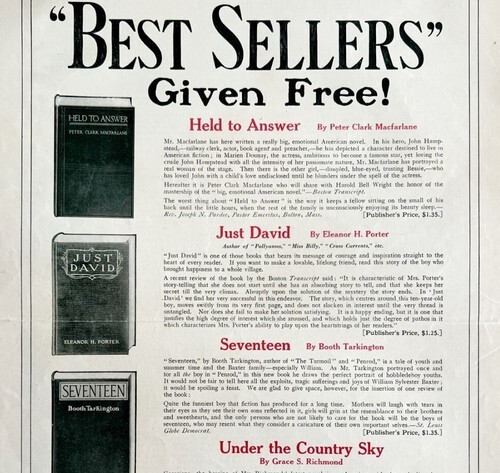 "BEST SELLERS"
Given Free!
HELD TO ANSWER
PETER CLARK MACFARLANE
Held to Answer By Peter Clark Macfarlane
Mr. Macfarlane has here written a really big, emotional American novel. In his hero, John Hamp-
stead,—railway clerk, actor, book agent and preacher,—he has depicted a character destined to live in
American fiction; in Marien Dounay, the actress, ambitious to become a famous star, yet loving the
crude John Hampstead with all the intensity of her passionate nature, Mr. Macfarlane has portrayed a
real woman of the stage. Then there is the other girl,—dimpled, blue-eyed, trusting Bessie,—who
has loved John with a child's love undisclosed until he blunders under the spell of the actress.
Hereafter it is Peter Clark Macfarlane who will share with Harold Bell Wright the honor of the
mastership of the "big, emotional American novel."—Boston Transcript.
The worst thing about "Held to Answer" is the way it keeps a fellow sitting on the small of his
back until the little hours, when the rest of the family is unconsciously enjoying its beauty sleep.—
Rev. Joseph N. Pardee, Pastor Emeritus, Bolton, Mass.
[Publisher's Price, $1.35.]
JUST
DAVID
ELEANOR H. PORTER
Just David By Eleanor H. Porter
Author of "Pollyanna," "Miss Billy," "Cross Currents," etc.
"Just David" is one of those books that bears its message of courage and inspiration straight to the
heart of every reader. If you want to make a lovable, lifelong friend, read this story of the boy who
brought happiness to a whole village.
A recent review of the book by the Boston Transcript said: "It is characteristic of Mrs. Porter's
story-telling that she does not start until she has an absorbing story to tell, and that she keeps her
secret till the very climax. Abruptly upon the solution of the mystery the story ends. In 'Just
David' we find her very successful in this endeavor. The story, which centres around this ten-year-old
boy, moves swiftly from its very first page, and does not slacken in interest until the very thread is
untangled. Nor does she fail to make her solution satisfying. It is a happy ending, but it is one that
justifies the high degree of interest which she aroused, and which holds just the degree of pathos in it
which characterizes Mrs. Porter's ability to play upon the heartstrings of her readers."
[Publisher's Price, $1.25.]
SEVENTEEN
Booth Tarkington
Seventeen By Booth Tarkington
"Seventeen," by Booth Tarkington, author of "The Turmoil" and "Penrod," is a tale of youth and
summer time and the Baxter family—especially William. As Mr. Tarkington portrayed once and
for all the boy in "Penrod," in this new book he draws the perfect portrait of hobbledehoy youths.
It would not be fair to tell here all the exploits, tragic sufferings and joys of William Sylvester Baxter;
it would be spoiling a feast. We are glad to give space, however, for the insertion of one review of
the book:
Quite the funniest boy that fiction has produced for a long time. Mothers will laugh with tears in
their eyes as they see their own ones reflected in it, girls will grin at the resemblance to their brothers
and sweethearts, and the only persons who are not likely to care for the book will be the boys of
seventeen, who may resent what they consider a caricature of their own important selves.—St. Louis
Globe Democrat.
[Publisher's Price, $1.35.]
Under the Country Sky
By Grace S. Richmond